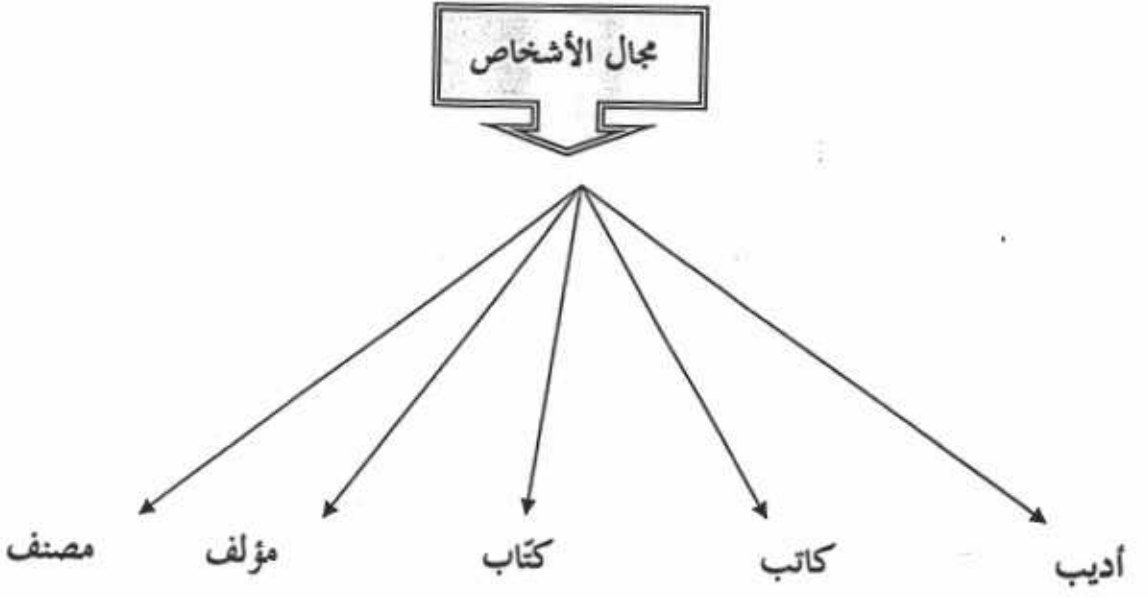 مجال الأشخاص
أديب
كاتب
كتّاب
مؤلف
مصنف